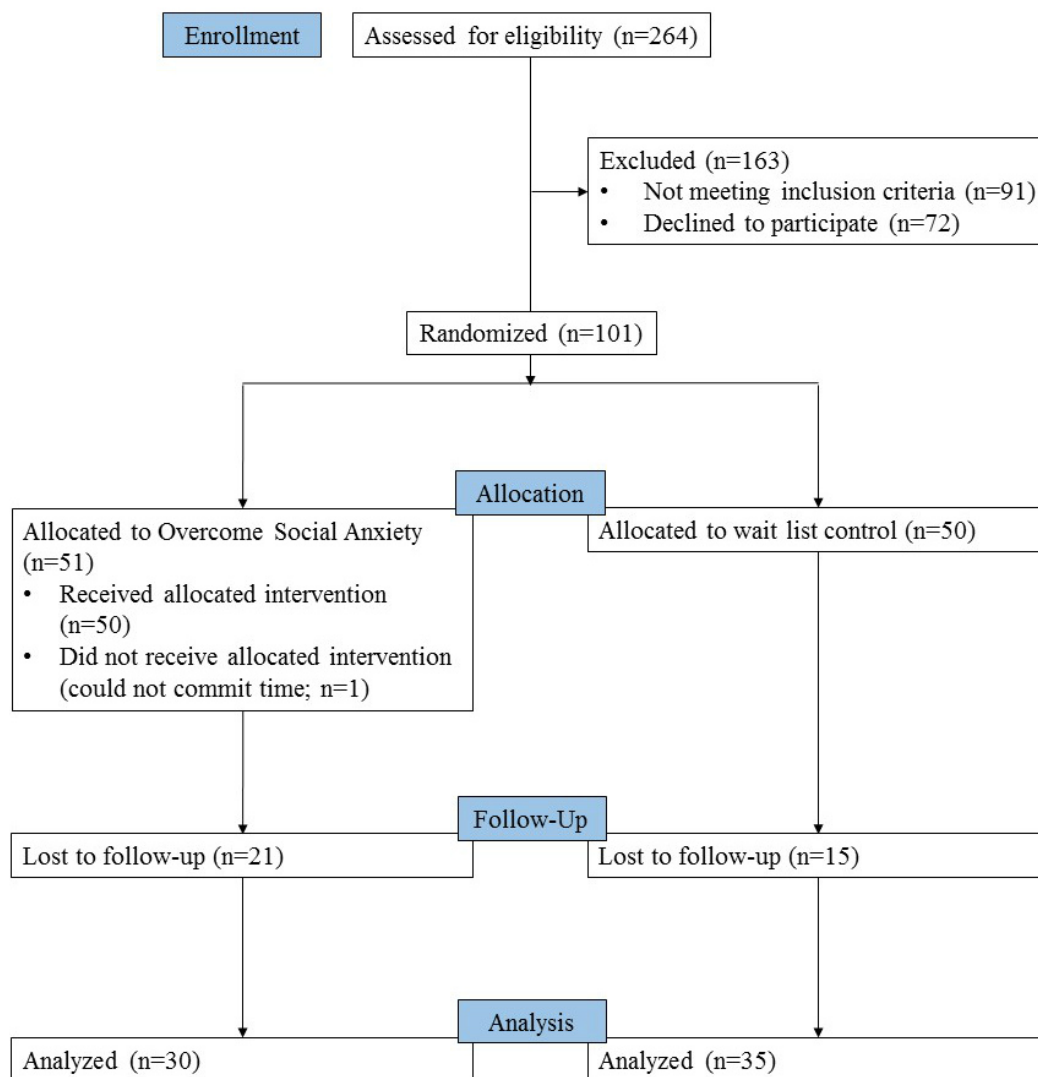 Enrollment
Assessed for eligibility (n=264)
Excluded (n=163)
• Not meeting inclusion criteria (n=91)
• Declined to participate (n=72)
Randomized (n=101)
Allocation
Allocated to Overcome Social Anxiety
(n=51)
• Received allocated intervention
(n=50)
• Did not receive allocated intervention
(could not commit time; n=1)
Allocated to wait list control (n=50)
Follow-Up
Lost to follow-up (n=21)
Lost to follow-up (n=15)
Analysis
Analyzed (n=30)
Analyzed (n=35)